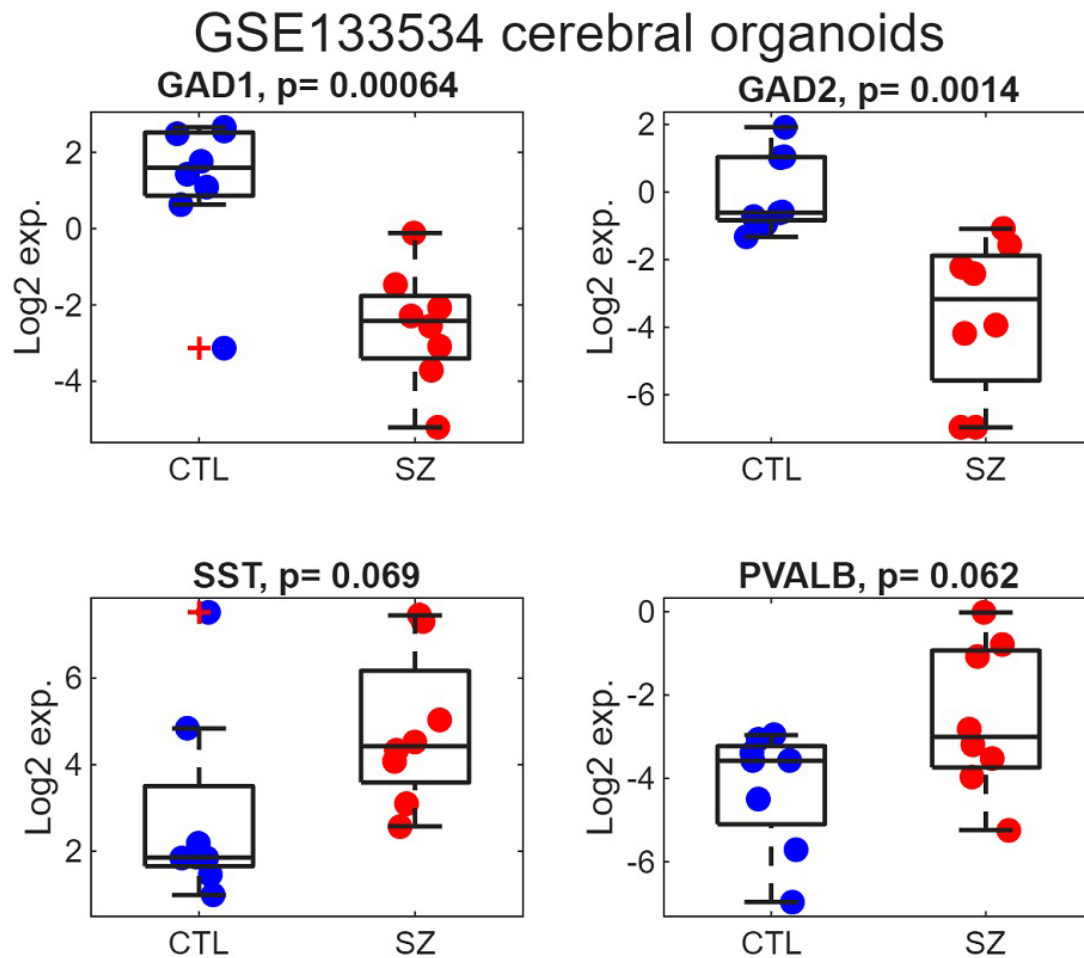 GSE133534 cerebral organoids
GAD1, p= 0.00064
Log2 exp.
2
0
-2
-4
CTL
SZ
GAD2, p= 0.0014
Log2 exp.
2
0
-2
-4
-6
CTL
SZ
SST, p= 0.069
Log2 exp.
6
4
2
CTL
SZ
PVALB, p= 0.062
Log2 exp.
0
-2
-4
-6
CTL
SZ